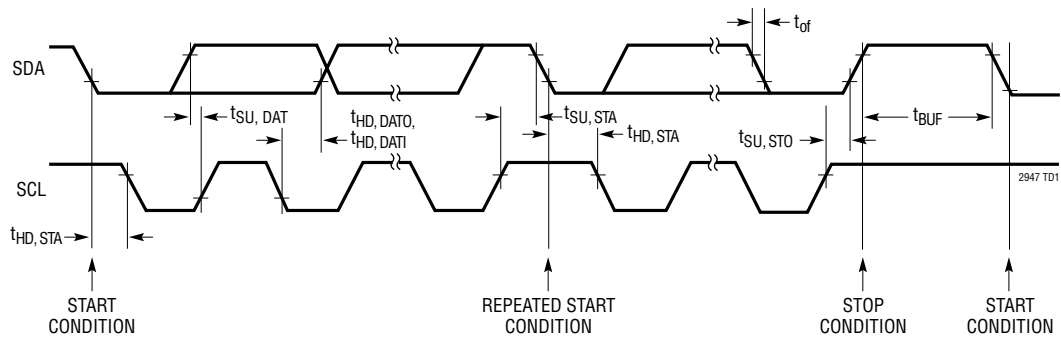 t_of
SDA
t_SU, DAT
t_HD, DATO,
t_HD, DATI
t_SU, STA
t_HD, STA
t_SU, STO
t_BUF
SCL
2947 TD1
t_HD, STA
START
CONDITION
REPEATED START
CONDITION
STOP
CONDITION
START
CONDITION